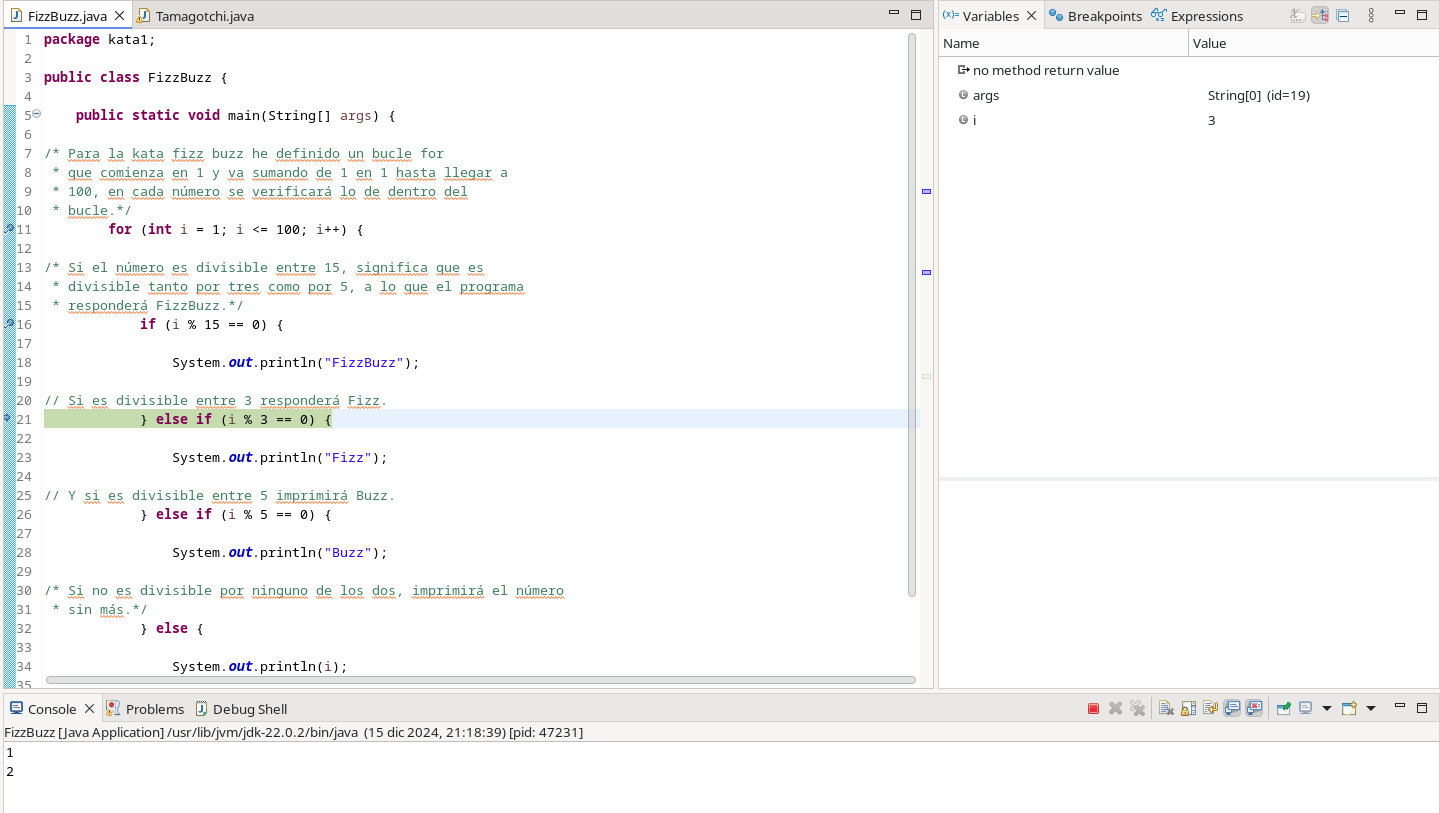 FizzBuzz.java
Tamagotchi.java
1 package kata1;
2
3 public class FizzBuzz {
4
5 public static void main(String[] args) {
6
7 /* Para la kata fizz buzz he definido un bucle for
8 * que comienza en 1 y va sumando de 1 en 1 hasta llegar a
9 * 100, en cada número se verificará lo de dentro del
10 * bucle.*/
11 for (int i = 1; i <= 100; i++) {
12
13 /* Si el número es divisible entre 15, significa que es
14 * divisible tanto por tres como por 5, a lo que el programa
15 * responderá FizzBuzz.*/
16 if (i % 15 == 0) {
17
18 System.out.println("FizzBuzz");
19
20 // Si es divisible entre 3 responderá Fizz.
21 } else if (i % 3 == 0) {
22
23 System.out.println("Fizz");
24
25 // Y si es divisible entre 5 imprimirá Buzz.
26 } else if (i % 5 == 0) {
27
28 System.out.println("Buzz");
29
30 /* Si no es divisible por ninguno de los dos, imprimirá el número
31 * sin más.*/
32 } else {
33
34 System.out.println(i);
35
(x)= Variables
Breakpoints
Expressions
Name Value
no method return value
args String[0] (id=19)
i 3
Console
Problems
Debug Shell
FizzBuzz [Java Application] /usr/lib/jvm/jdk-22.0.2/bin/java (15 dic 2024, 21:18:39) [pid: 47231]
1
2